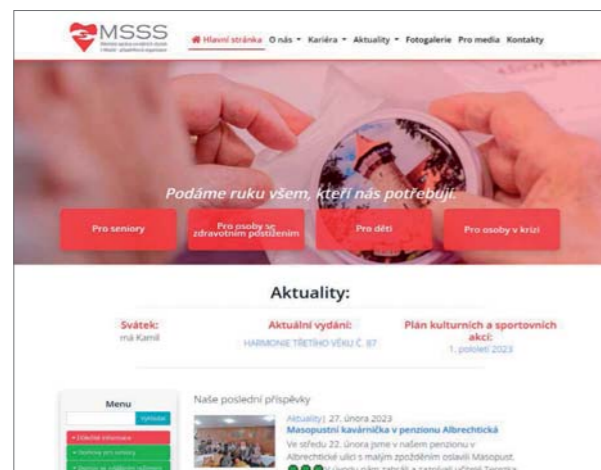 MSSS
Hlavní stránka O nás Kariéra Aktuality Fotogalerie Pro media Kontakty
Podáme ruku všem, kteří nás potřebují.
Pro seniory
Pro osoby se
zdravotním postižením
Pro děti
Pro osoby v krizi
Aktuality:
Svátek:
má Kamil
Aktuální vydání:
HARMONIE TŘETÍHO VĚKU Č. 87
Plán kulturních a sportovních
akcí:
1. pololetí 2023
Menu
Vyhledat
Důležité informace
Naše poslední příspěvky
Aktuality| 27. února 2023
Masopustní kavárnička v penzionu Albrechtická
Ve středu 22. února jsme v našem penzionu v
Albrechtické ulici s malým zpožděním oslavili Masopust.